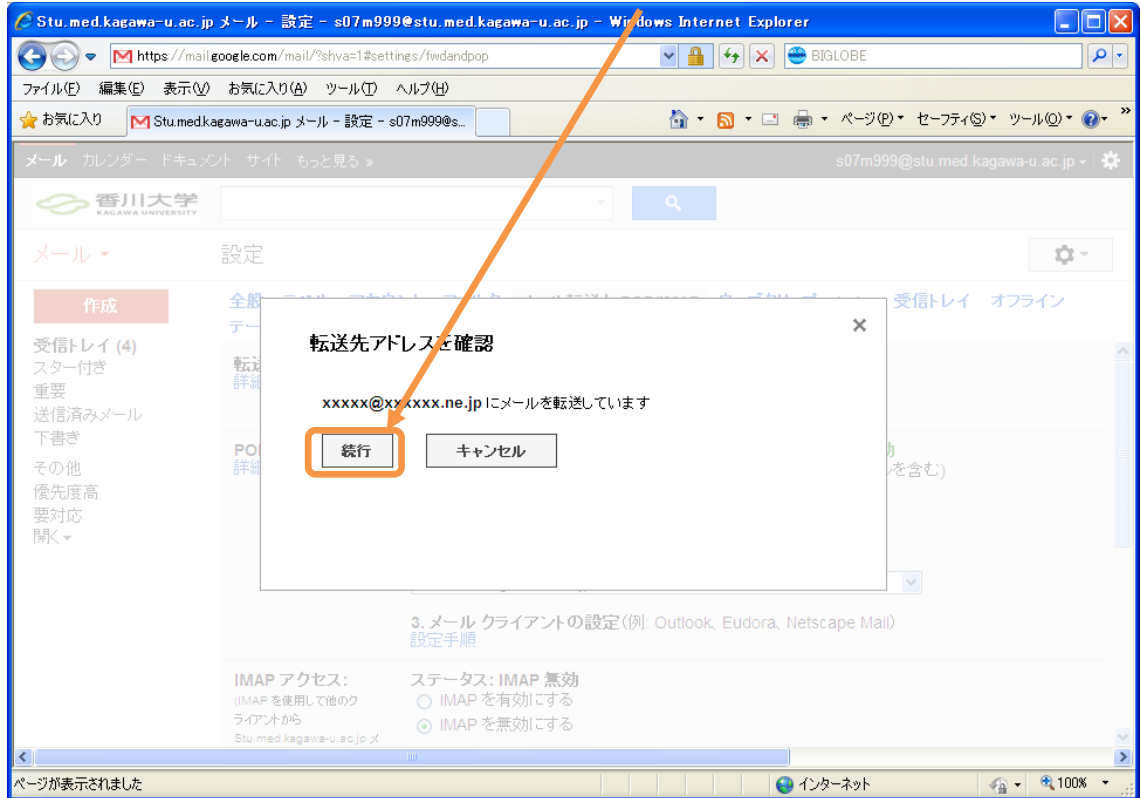 Stu.med.kagawa-u.ac.jp メール - 設定 - s07m999@stu.med.kagawa-u.ac.jp - Windows Internet Explorer
https://mail.google.com/mail/?shva=1#settings/fwdandpop
BIGLOBE
ファイル(F) 編集(E) 表示(V) お気に入り(A) ツール(T) ヘルプ(H)
お気に入り
Stu.med.kagawa-u.ac.jp メール - 設定 - s07m999@s...
ページ(P) セーフティ(S) ツール(O)
メール カレンダー ドキュメント サイト もっと見る »
s07m999@stu.med.kagawa-u.ac.jp
香川大学
KAGAWA UNIVERSITY
メール
設定
作成
全般
受信トレイ オフライン
テー
受信トレイ (4)
スター付き
重要
送信済みメール
下書き
その他
優先度高
要対応
開く
転送
詳細
転送先アドレスを確認
×
xxxxx@xxxxxx.ne.jp にメールを転送しています
続行
キャンセル
POI
詳細
を含む)
3. メール クライアントの設定(例: Outlook、Eudora、Netscape Mail)
設定手順
IMAP アクセス:
(IMAP を使用して他のク
ライアントから
Stu.med.kagawa-u.ac.jp メ
ステータス: IMAP 無効
IMAP を有効にする
IMAP を無効にする
ページが表示されました
インターネット
100%